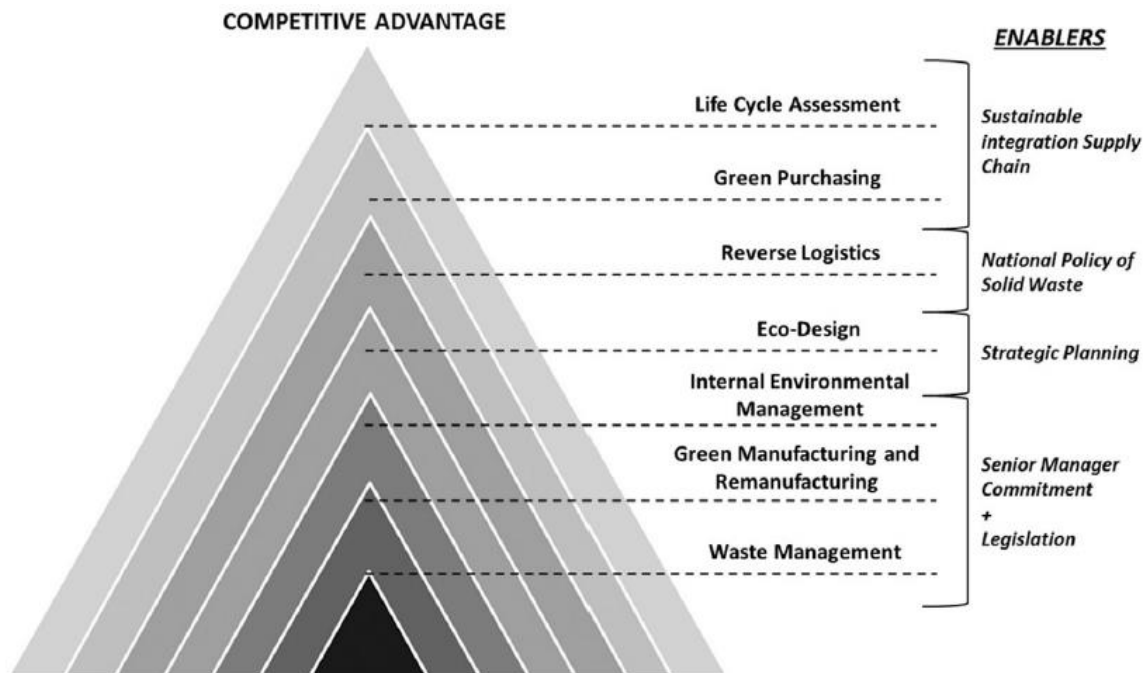 COMPETITIVE ADVANTAGE
ENABLERS
Life Cycle Assessment
Green Purchasing
Sustainable
integration Supply
Chain
Reverse Logistics
National Policy of
Solid Waste
Eco-Design
Strategic Planning
Internal Environmental
Management
Green Manufacturing and
Remanufacturing
Waste Management
Senior Manager
Commitment
+
Legislation